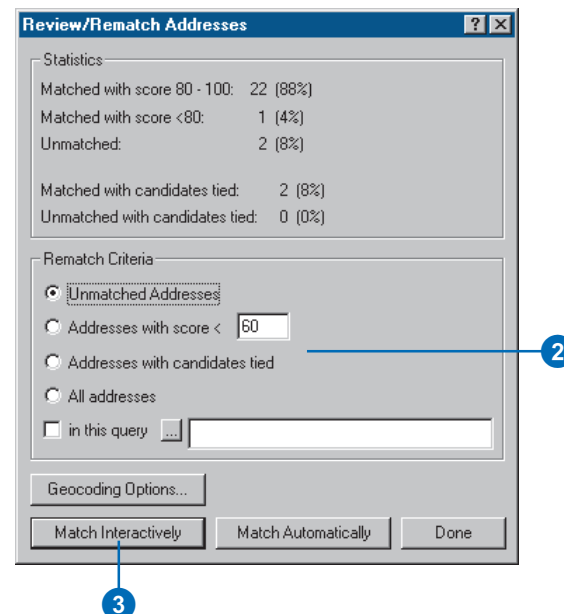 Review/Rematch Addresses
Statistics
Matched with score 80 - 100: 22 (88%)
Matched with score <80: 1 (4%)
Unmatched: 2 (8%)
Matched with candidates tied: 2 (8%)
Unmatched with candidates tied: 0 (0%)
Rematch Criteria
Unmatched Addresses
Addresses with score < 60
2
Addresses with candidates tied
All addresses
in this query ...
Geocoding Options...
Match Interactively Match Automatically Done
3